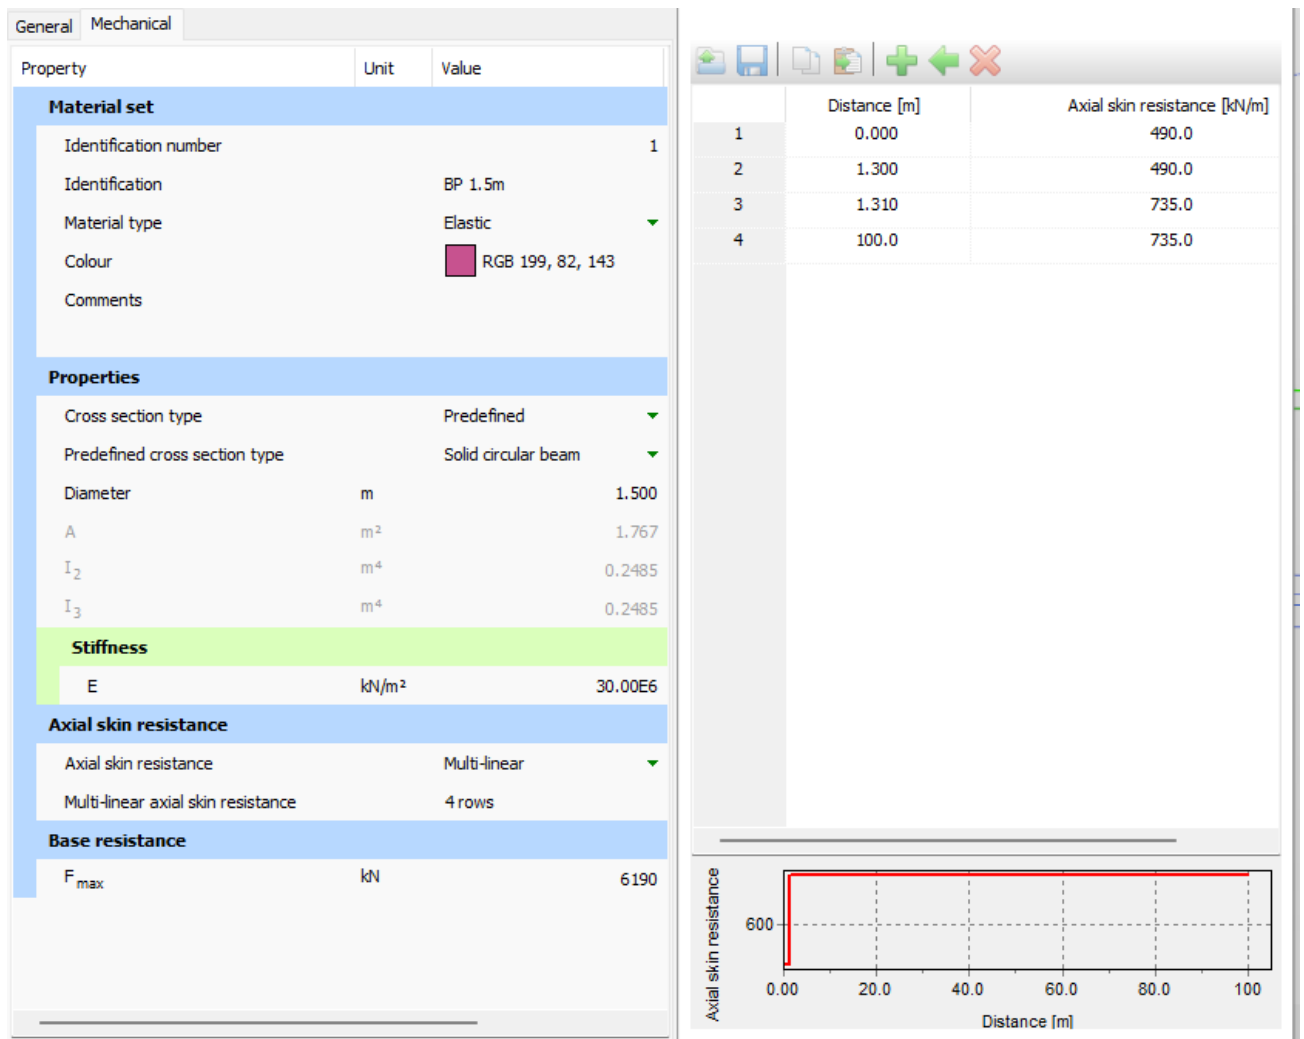 General Mechanical
Property Unit Value
Material set
Identification number 1
Identification BP 1.5m
Material type Elastic
Colour RGB 199, 82, 143
Comments
Properties
Cross section type Predefined
Predefined cross section type Solid circular beam
Diameter m 1.500
A m² 1.767
I₂ m⁴ 0.2485
I₃ m⁴ 0.2485
Stiffness
E kN/m² 30.00E6
Axial skin resistance
Axial skin resistance Multi-linear
Multi-linear axial skin resistance 4 rows
Base resistance
F max kN 6190
Distance [m] Axial skin resistance [kN/m]
1 0.000 490.0
2 1.300 490.0
3 1.310 735.0
4 100.0 735.0
Axial skin resistance
600
0.00 20.0 40.0 60.0 80.0 100
Distance [m]